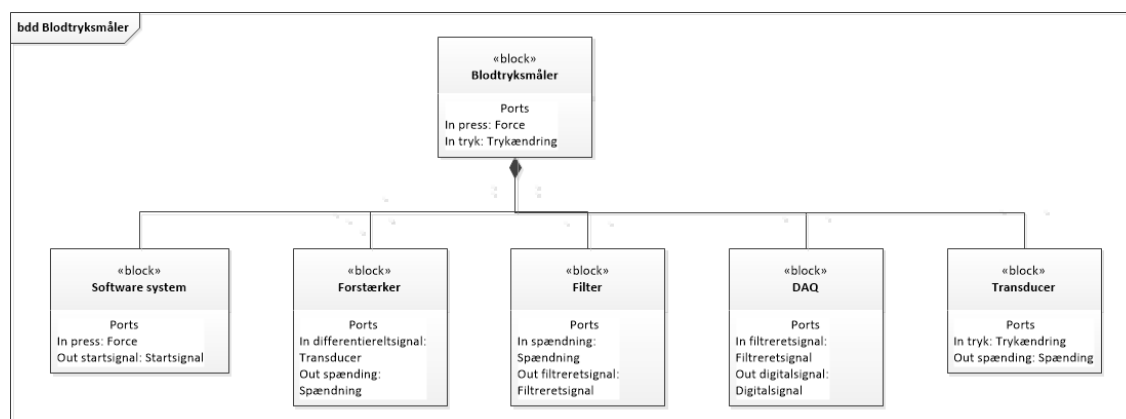 bdd Blodtryksmåler
«block»
Blodtryksmåler
Ports
In press: Force
In tryk: Trykændring
«block»
Software system
Ports
In press: Force
Out startsignal: Startsignal
«block»
Forstærker
Ports
In differentiereltsignal:
Transducer
Out spænding:
Spændning
«block»
Filter
Ports
In spændning:
Spændning
Out filtreretsignal:
Filtreretsignal
«block»
DAQ
Ports
In filtreretsignal:
Filtreretsignal
Out digitalsignal:
Digitalsignal
«block»
Transducer
Ports
In tryk: Trykændring
Out spænding: Spænding